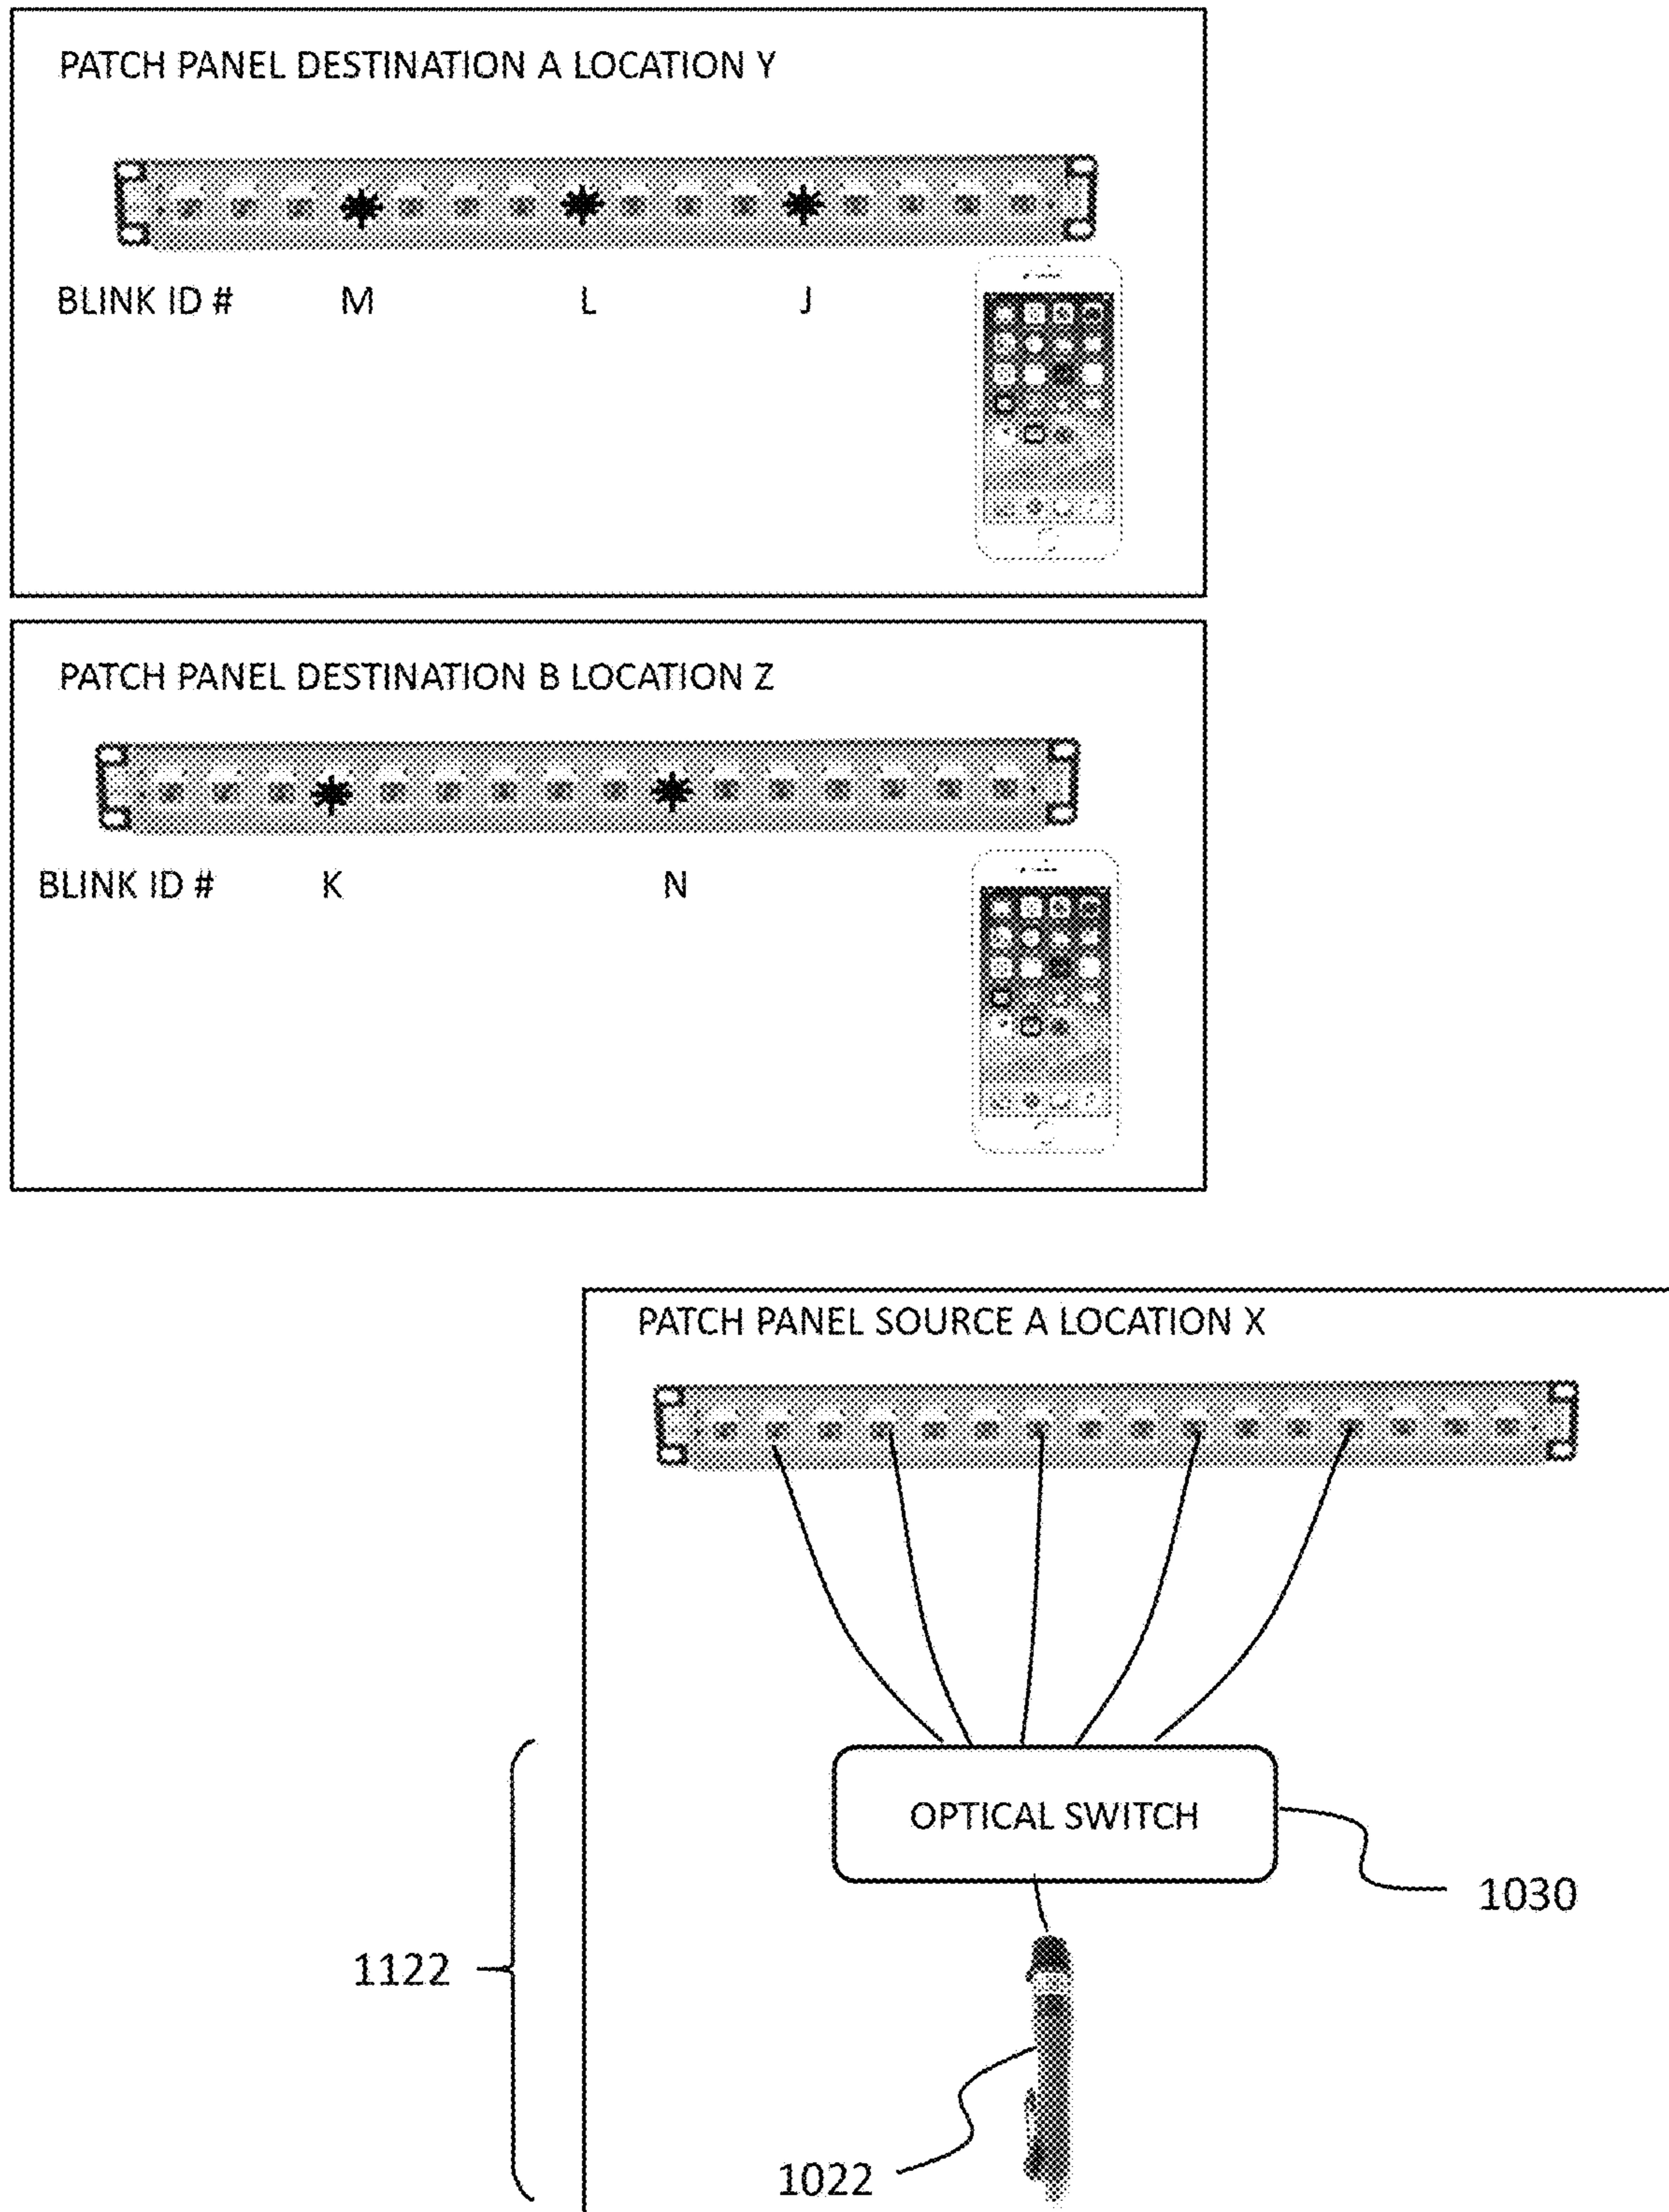 PATCH PANEL DESTINATION A LOCATION Y
BLINK ID # M L J
PATCH PANEL DESTINATION B LOCATION Z
BLINK ID # K N
PATCH PANEL SOURCE A LOCATION X
OPTICAL SWITCH
1030
1122
1022